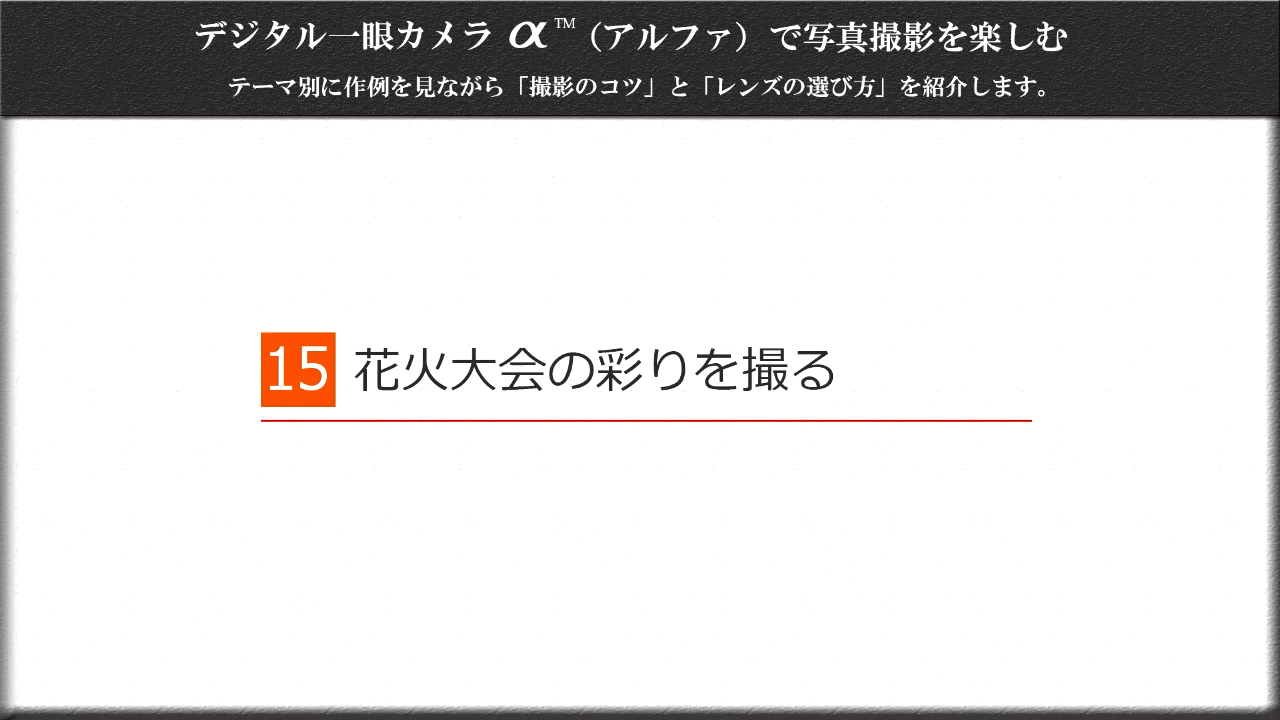 デジタル一眼カメラ α™（アルファ）で写真撮影を楽しむ
テーマ別に作例を見ながら「撮影のコツ」と「レンズの選び方」を紹介します。
15 花火大会の彩りを撮る